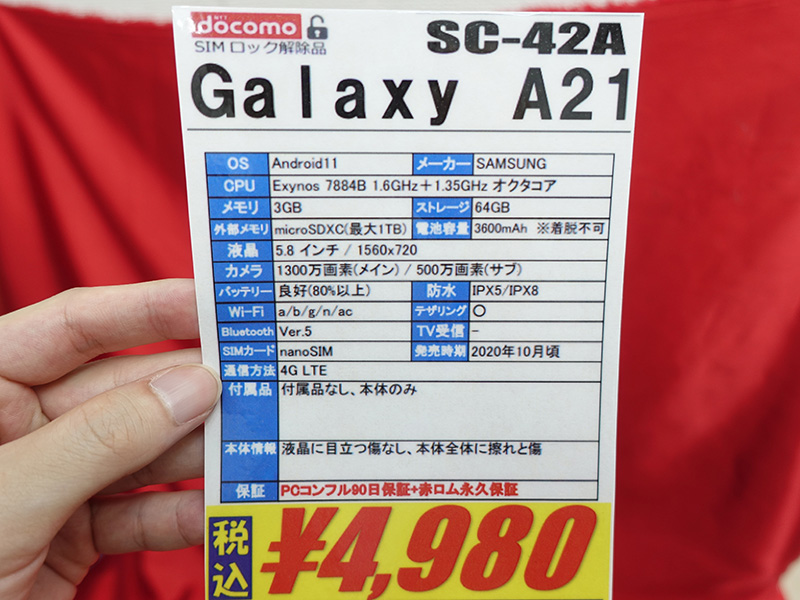 NTT
docomo
SIMロック解除品
SC-42A
Galaxy A21
OS Android11 メーカー SAMSUNG
CPU Exynos 7884B 1.6GHz＋1.35GHz オクタコア
メモリ 3GB ストレージ 64GB
外部メモリ microSDXC(最大1TB) 電池容量 3600mAh ※着脱不可
液晶 5.8 インチ / 1560x720
カメラ 1300万画素(メイン) / 500万画素(サブ)
バッテリー 良好(80%以上) 防水 IPX5/IPX8
Wi-Fi a/b/g/n/ac テザリング ○
Bluetooth Ver.5 TV受信 -
SIMカード nanoSIM 発売時期 2020年10月頃
通信方法 4G LTE
付属品 付属品なし、本体のみ
本体情報 液晶に目立つ傷なし、本体全体に擦れと傷
保証 PCコンフル90日保証+赤ロム永久保証
税込 ¥4,980